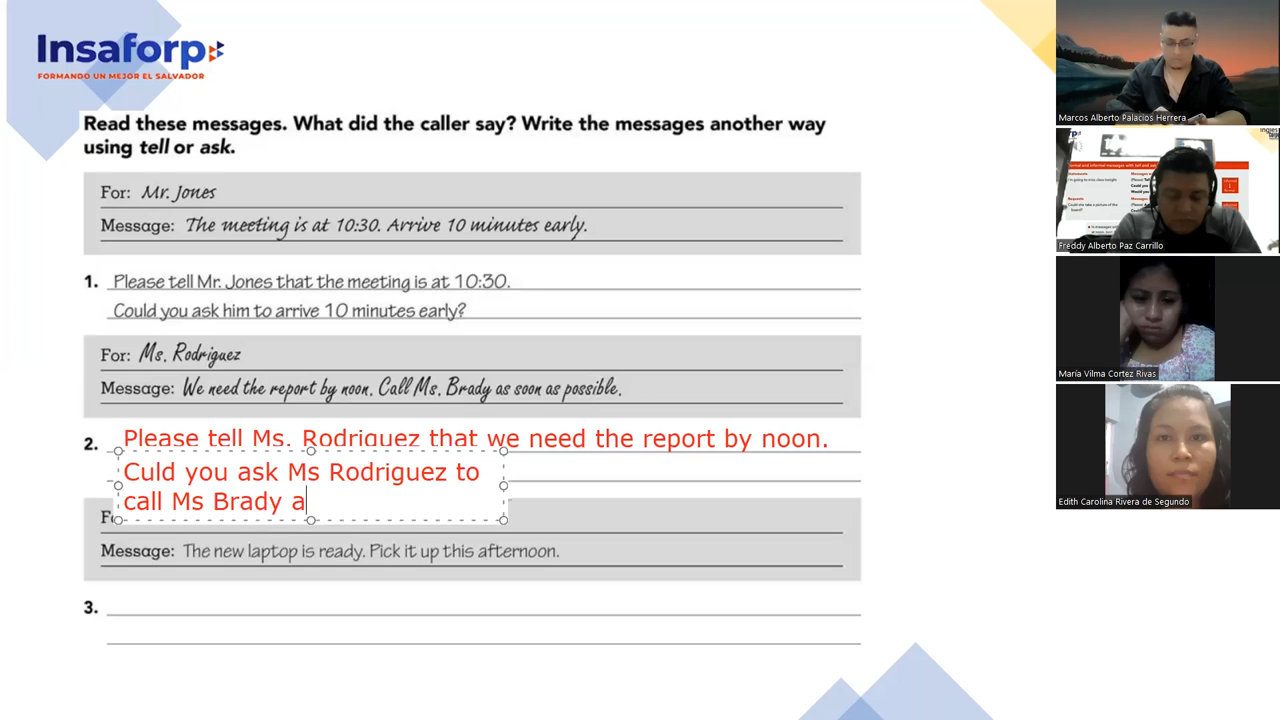 Insaforp
FORMANDO UN MEJOR EL SALVADOR
Read these messages. What did the caller say? Write the messages another way
using tell or ask.
For: Mr. Jones
Message: The meeting is at 10:30. Arrive 10 minutes early.
1. Please tell Mr. Jones that the meeting is at 10:30.
Could you ask him to arrive 10 minutes early?
For: Ms. Rodriguez
Message: We need the report by noon. Call Ms. Brady as soon as possible.
2. Please tell Ms. Rodriguez that we need the report by noon.
Culd you ask Ms Rodriguez to
call Ms Brady a
Message: The new laptop is ready. Pick it up this afternoon.
3.
Marcos Alberto Palacios Herrera
Freddy Alberto Paz Carrillo
María Vilma Cortez Rivas
Edith Carolina Rivera de Segundo